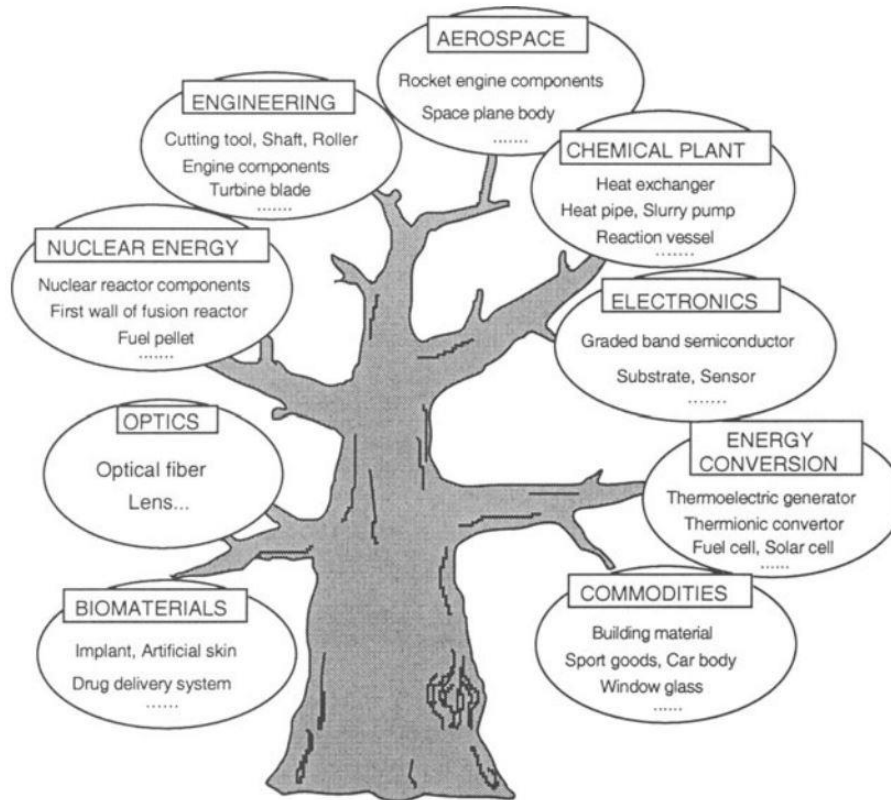 AEROSPACE
Rocket engine components
Space plane body
......
ENGINEERING
Cutting tool, Shaft, Roller
Engine components
Turbine blade
.......
CHEMICAL PLANT
Heat exchanger
Heat pipe, Slurry pump
Reaction vessel
.......
NUCLEAR ENERGY
Nuclear reactor components
First wall of fusion reactor
Fuel pellet
.......
ELECTRONICS
Graded band semiconductor
Substrate, Sensor
.......
OPTICS
Optical fiber
Lens...
ENERGY
CONVERSION
Thermoelectric generator
Thermionic convertor
Fuel cell, Solar cell
......
BIOMATERIALS
Implant, Artificial skin
Drug delivery system
......
COMMODITIES
Building material
Sport goods, Car body
Window glass
......